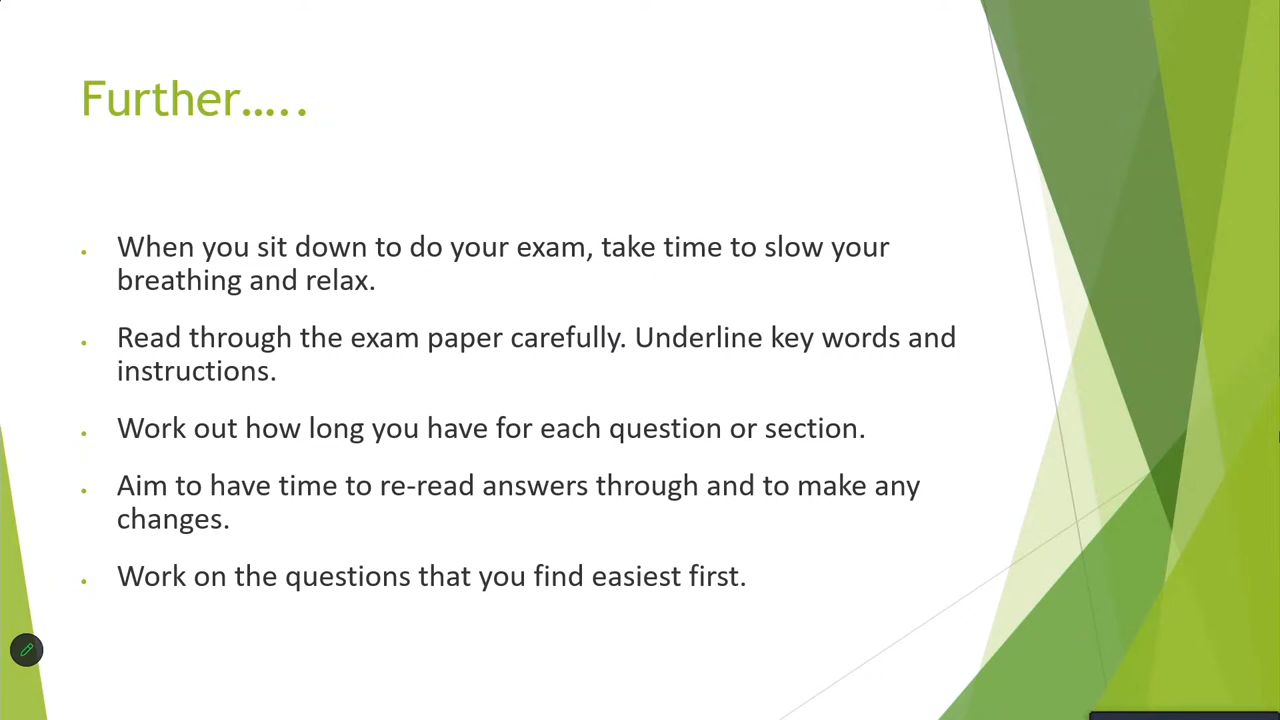 Further.....
When you sit down to do your exam, take time to slow your
breathing and relax.
Read through the exam paper carefully. Underline key words and
instructions.
Work out how long you have for each question or section.
Aim to have time to re-read answers through and to make any
changes.
Work on the questions that you find easiest first.